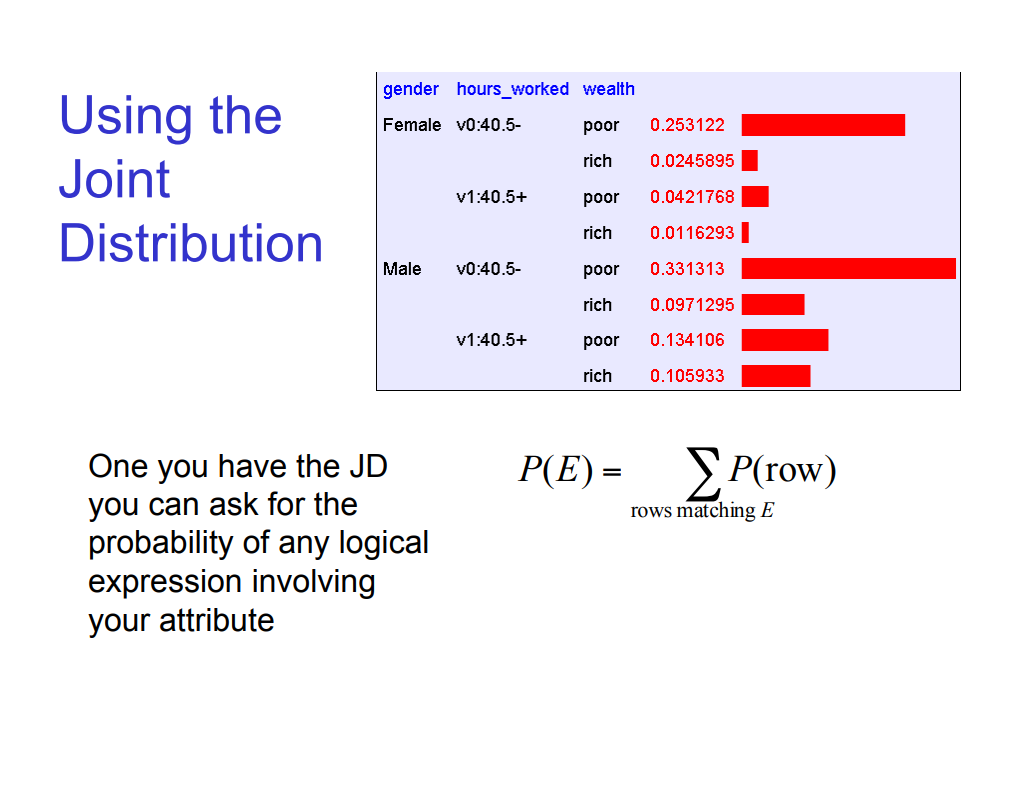 Using the
Joint
Distribution
gender hours_worked wealth
Female v0:40.5- poor 0.253122
rich 0.0245895
v1:40.5+ poor 0.0421768
rich 0.0116293
Male v0:40.5- poor 0.331313
rich 0.0971295
v1:40.5+ poor 0.134106
rich 0.105933
One you have the JD
you can ask for the
probability of any logical
expression involving
your attribute
P(E) = ∑ P(row)
rows matching E